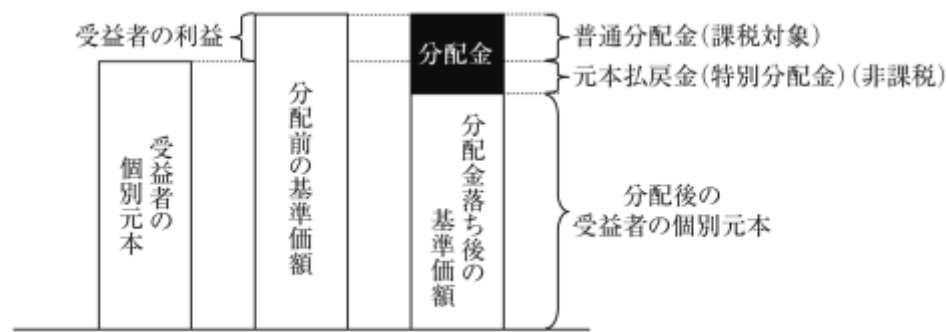 受益者の利益
分配金
普通分配金(課税対象)
元本払戻金(特別分配金)(非課税)
受益者の
個別元本
分配前の基準価額
分配金落ち後の
基準価額
分配後の
受益者の個別元本